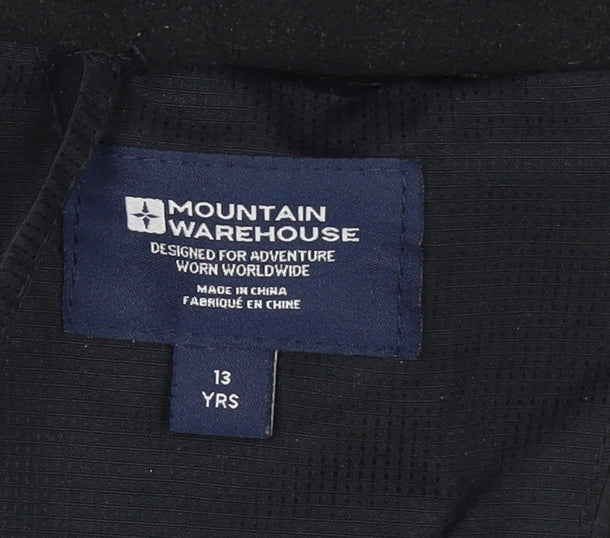 MOUNTAIN
WAREHOUSE
DESIGNED FOR ADVENTURE
WORN WORLDWIDE
MADE IN CHINA
FABRIQUÉ EN CHINE
13
YRS